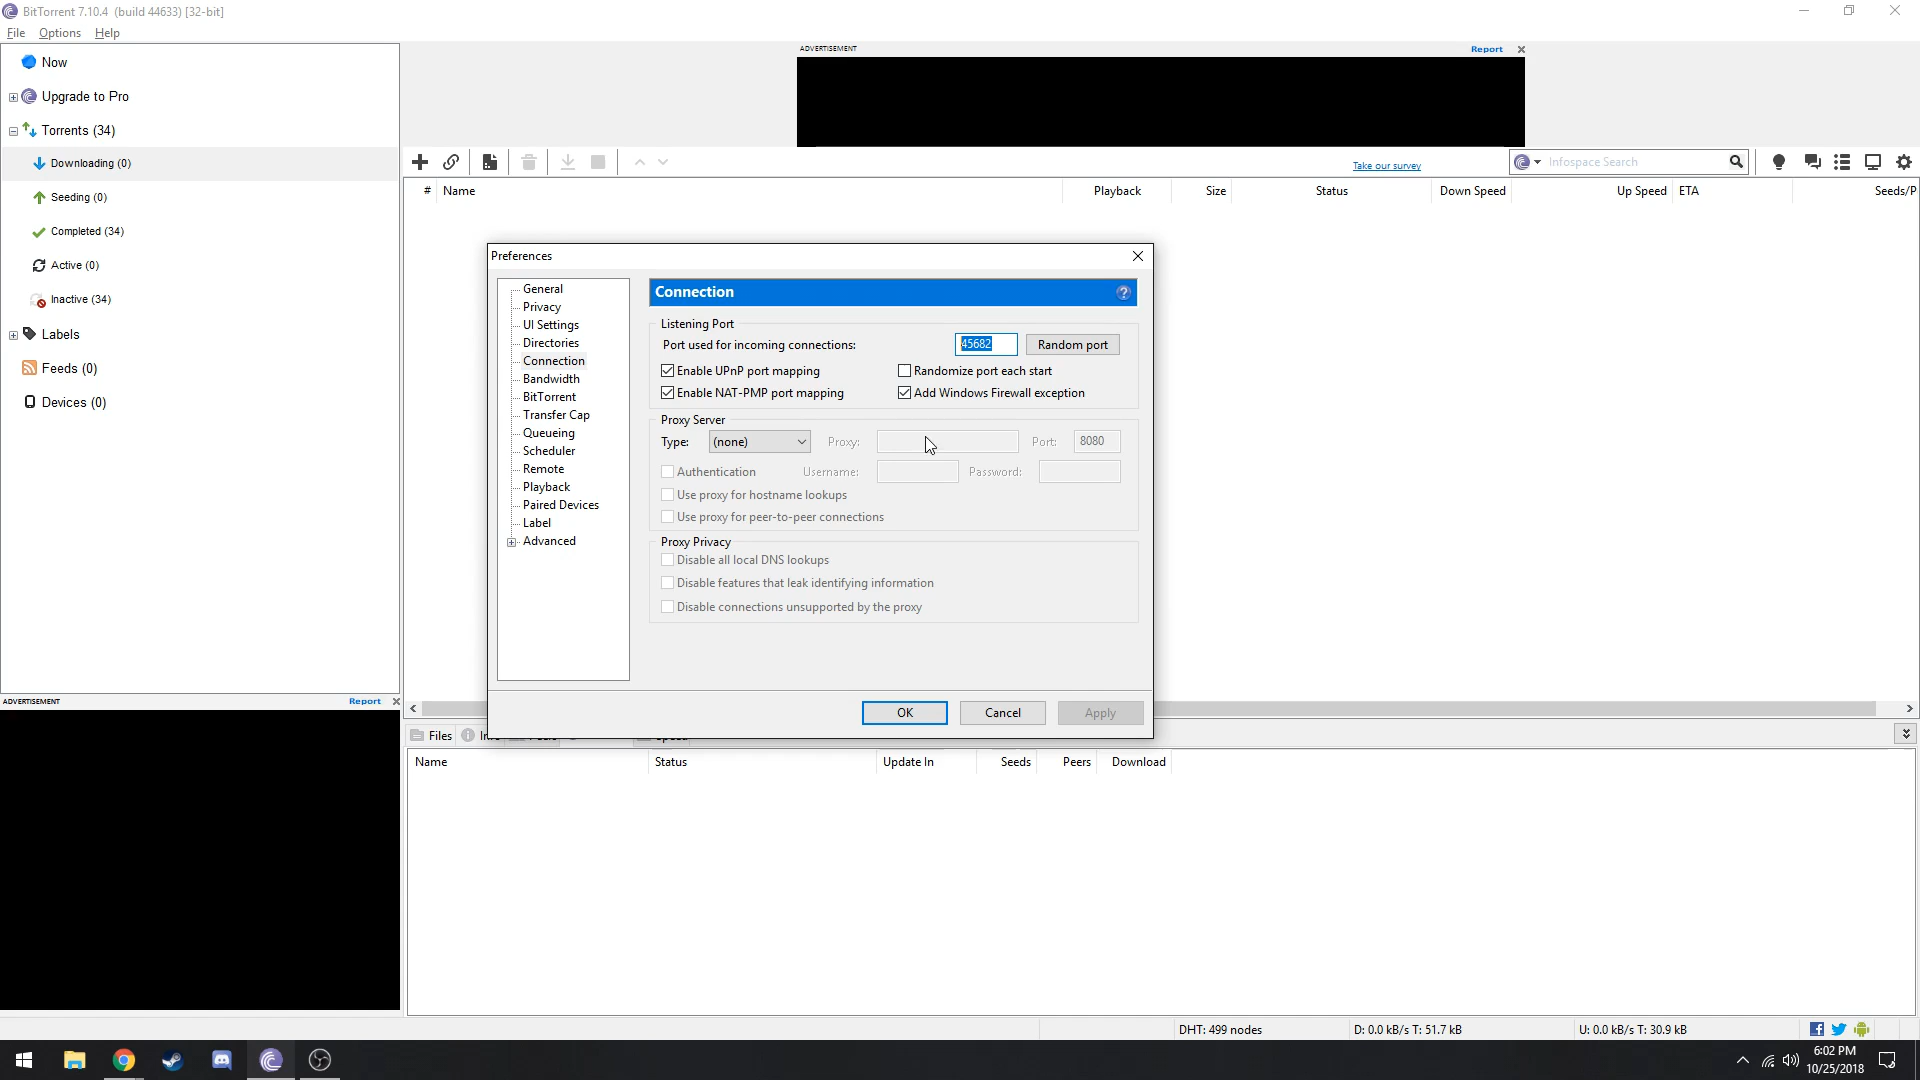 BitTorrent 7.10.4 (build 44633) [32-bit]
File Options Help
Now
Upgrade to Pro
Torrents (34)
Downloading (0)
Seeding (0)
Completed (34)
Active (0)
Inactive (34)
Labels
Feeds (0)
Devices (0)
ADVERTISEMENT Report
ADVERTISEMENT Report
Take our survey
Infospace Search
# Name Playback Size Status Down Speed Up Speed ETA Seeds/P
Preferences
General
Privacy
UI Settings
Directories
Connection
Bandwidth
BitTorrent
Transfer Cap
Queueing
Scheduler
Remote
Playback
Paired Devices
Label
Advanced
Connection ?
Listening Port
Port used for incoming connections: 45682 Random port
Enable UPnP port mapping Randomize port each start
Enable NAT-PMP port mapping Add Windows Firewall exception
Proxy Server
Type: (none) Proxy: Port: 8080
Authentication Username: Password:
Use proxy for hostname lookups
Use proxy for peer-to-peer connections
Proxy Privacy
Disable all local DNS lookups
Disable features that leak identifying information
Disable connections unsupported by the proxy
OK Cancel Apply
Files
Name Status Update In Seeds Peers Download
DHT: 499 nodes D: 0.0 kB/s T: 51.7 kB U: 0.0 kB/s T: 30.9 kB
6:02 PM
10/25/2018